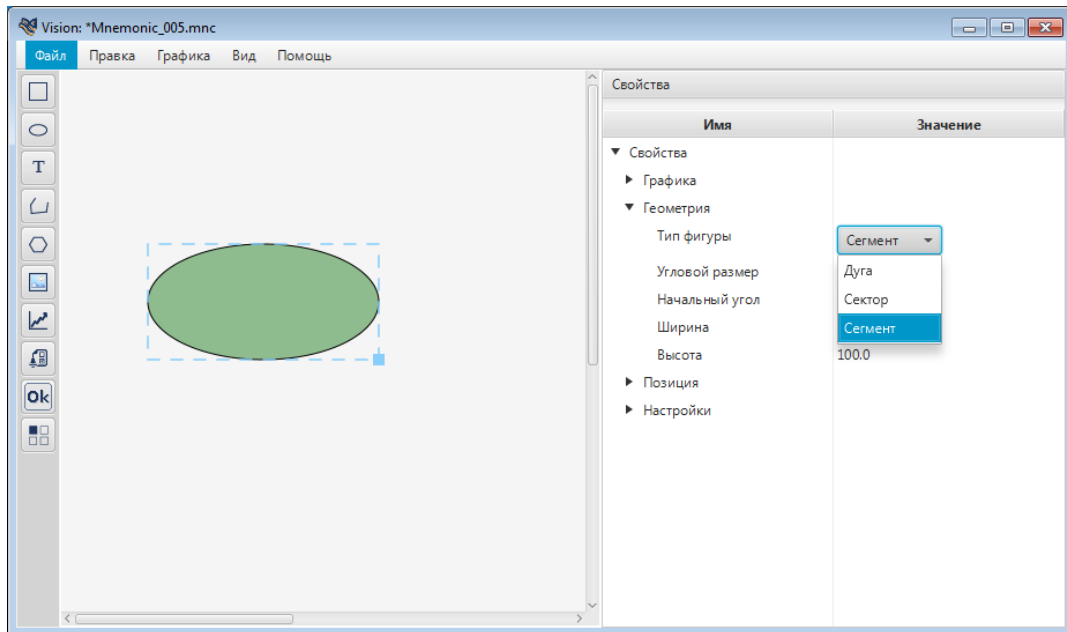 Vision: *Mnemonic_005.mnc
Файл Правка Графика Вид Помощь
Свойства
Имя Значение
Свойства
Графика
Геометрия
Тип фигуры Сегмент
Угловой размер Дуга
Начальный угол Сектор
Ширина Сегмент
Высота 100.0
Позиция
Настройки
T
Ok